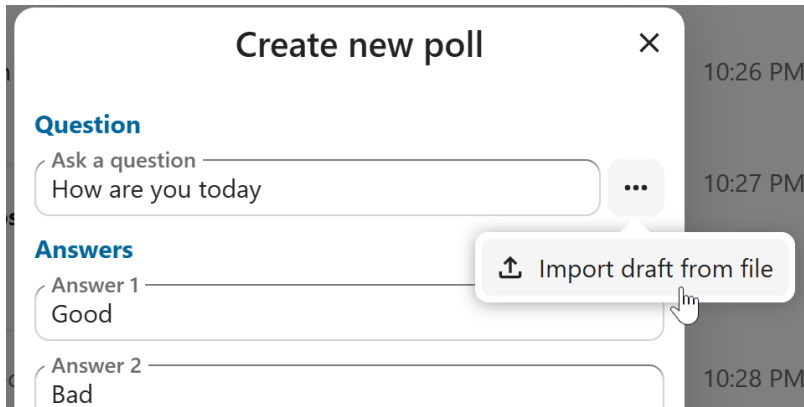 Create new poll
10:26 PM
Question
Ask a question
How are you today
10:27 PM
Answers
Import draft from file
Answer 1
Good
Answer 2
Bad
10:28 PM